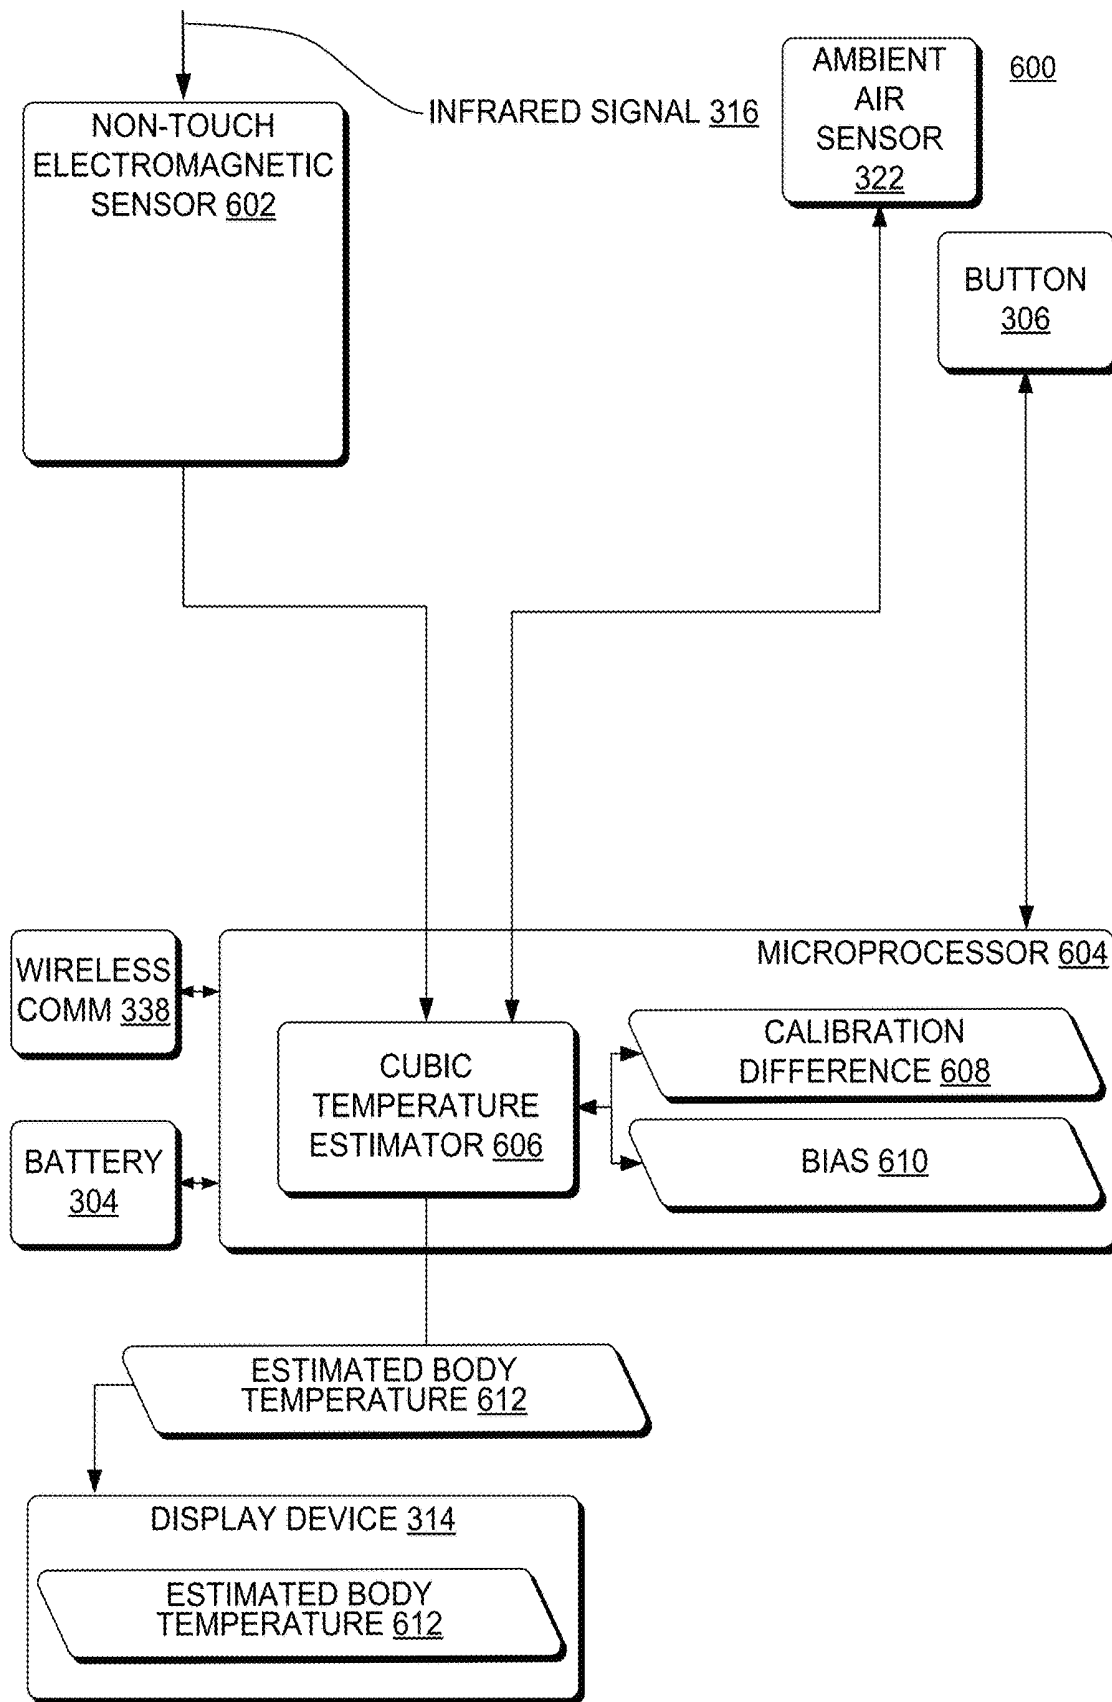 NON-TOUCH
ELECTROMAGNETIC
SENSOR 602
INFRARED SIGNAL 316
AMBIENT
AIR
SENSOR
322
600
BUTTON
306
WIRELESS
COMM 338
BATTERY
304
MICROPROCESSOR 604
CUBIC
TEMPERATURE
ESTIMATOR 606
CALIBRATION
DIFFERENCE 608
BIAS 610
ESTIMATED BODY
TEMPERATURE 612
DISPLAY DEVICE 314
ESTIMATED BODY
TEMPERATURE 612